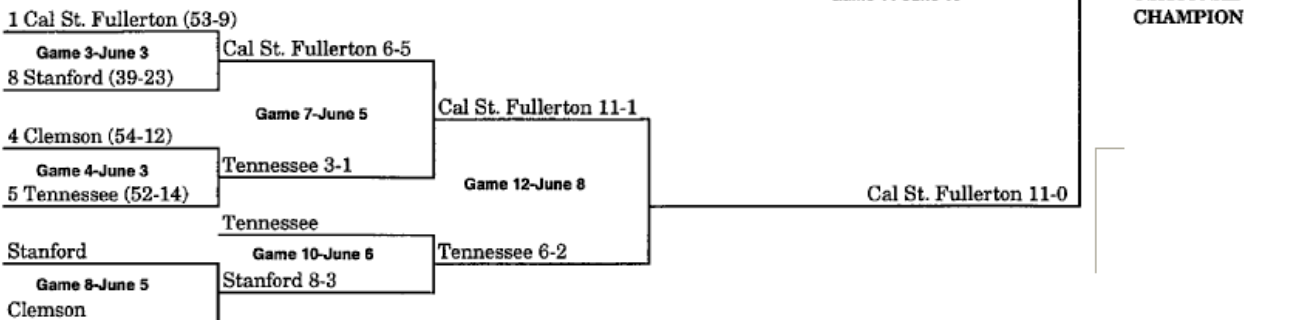 CHAMPION
1 Cal St. Fullerton (53-9)
Game 3-June 3
8 Stanford (39-23)
Cal St. Fullerton 6-5
Game 7-June 5
4 Clemson (54-12)
Game 4-June 3
5 Tennessee (52-14)
Tennessee 3-1
Cal St. Fullerton 11-1
Game 12-June 8
Cal St. Fullerton 11-0
Tennessee
Game 10-June 6
Stanford 8-3
Tennessee 6-2
Stanford
Game 8-June 5
Clemson